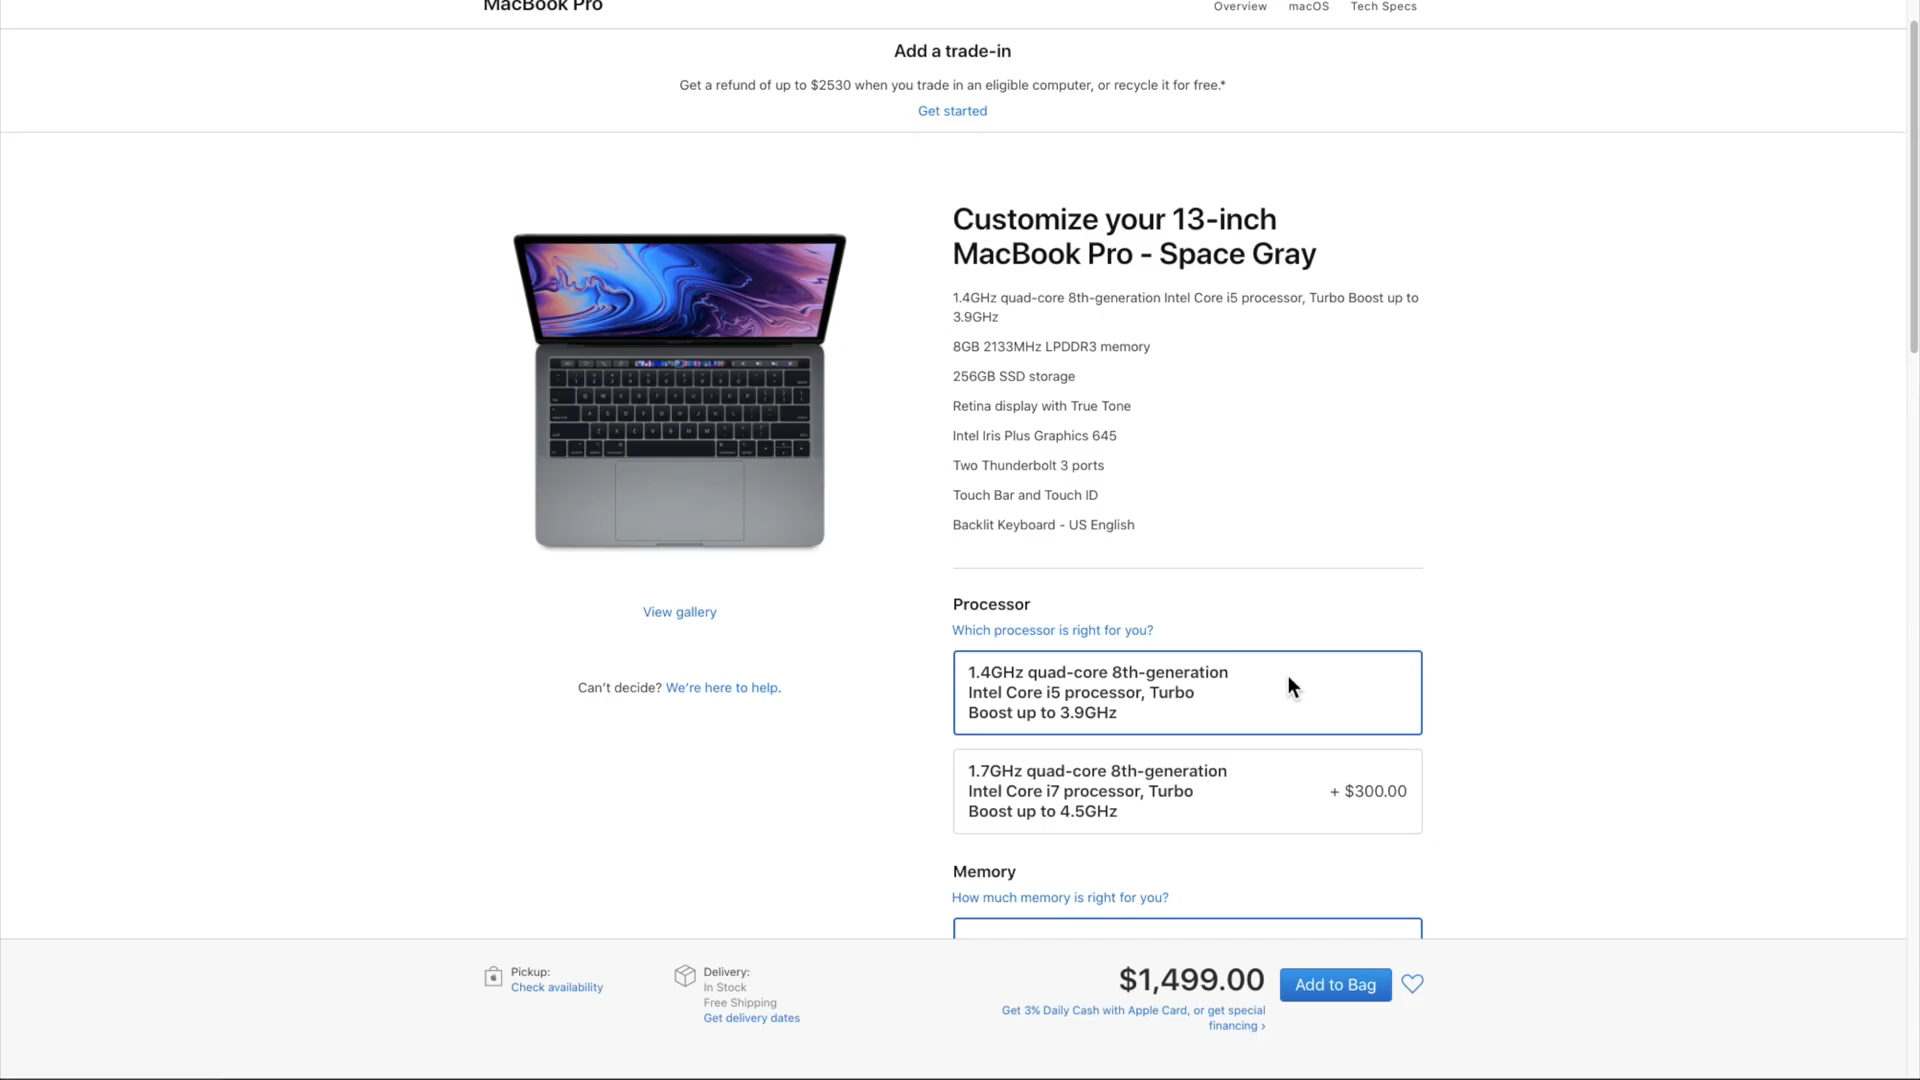 MacBook Pro
Overview macOS Tech Specs
Add a trade-in
Get a refund of up to $2530 when you trade in an eligible computer, or recycle it for free.*
Get started
Customize your 13-inch
MacBook Pro - Space Gray
1.4GHz quad-core 8th-generation Intel Core i5 processor, Turbo Boost up to
3.9GHz
8GB 2133MHz LPDDR3 memory
256GB SSD storage
Retina display with True Tone
Intel Iris Plus Graphics 645
Two Thunderbolt 3 ports
Touch Bar and Touch ID
Backlit Keyboard - US English
View gallery
Can't decide? We're here to help.
Processor
Which processor is right for you?
1.4GHz quad-core 8th-generation
Intel Core i5 processor, Turbo
Boost up to 3.9GHz
1.7GHz quad-core 8th-generation
Intel Core i7 processor, Turbo
Boost up to 4.5GHz
+ $300.00
Memory
How much memory is right for you?
Pickup:
Check availability
Delivery:
In Stock
Free Shipping
Get delivery dates
$1,499.00
Get 3% Daily Cash with Apple Card, or get special
financing ›
Add to Bag